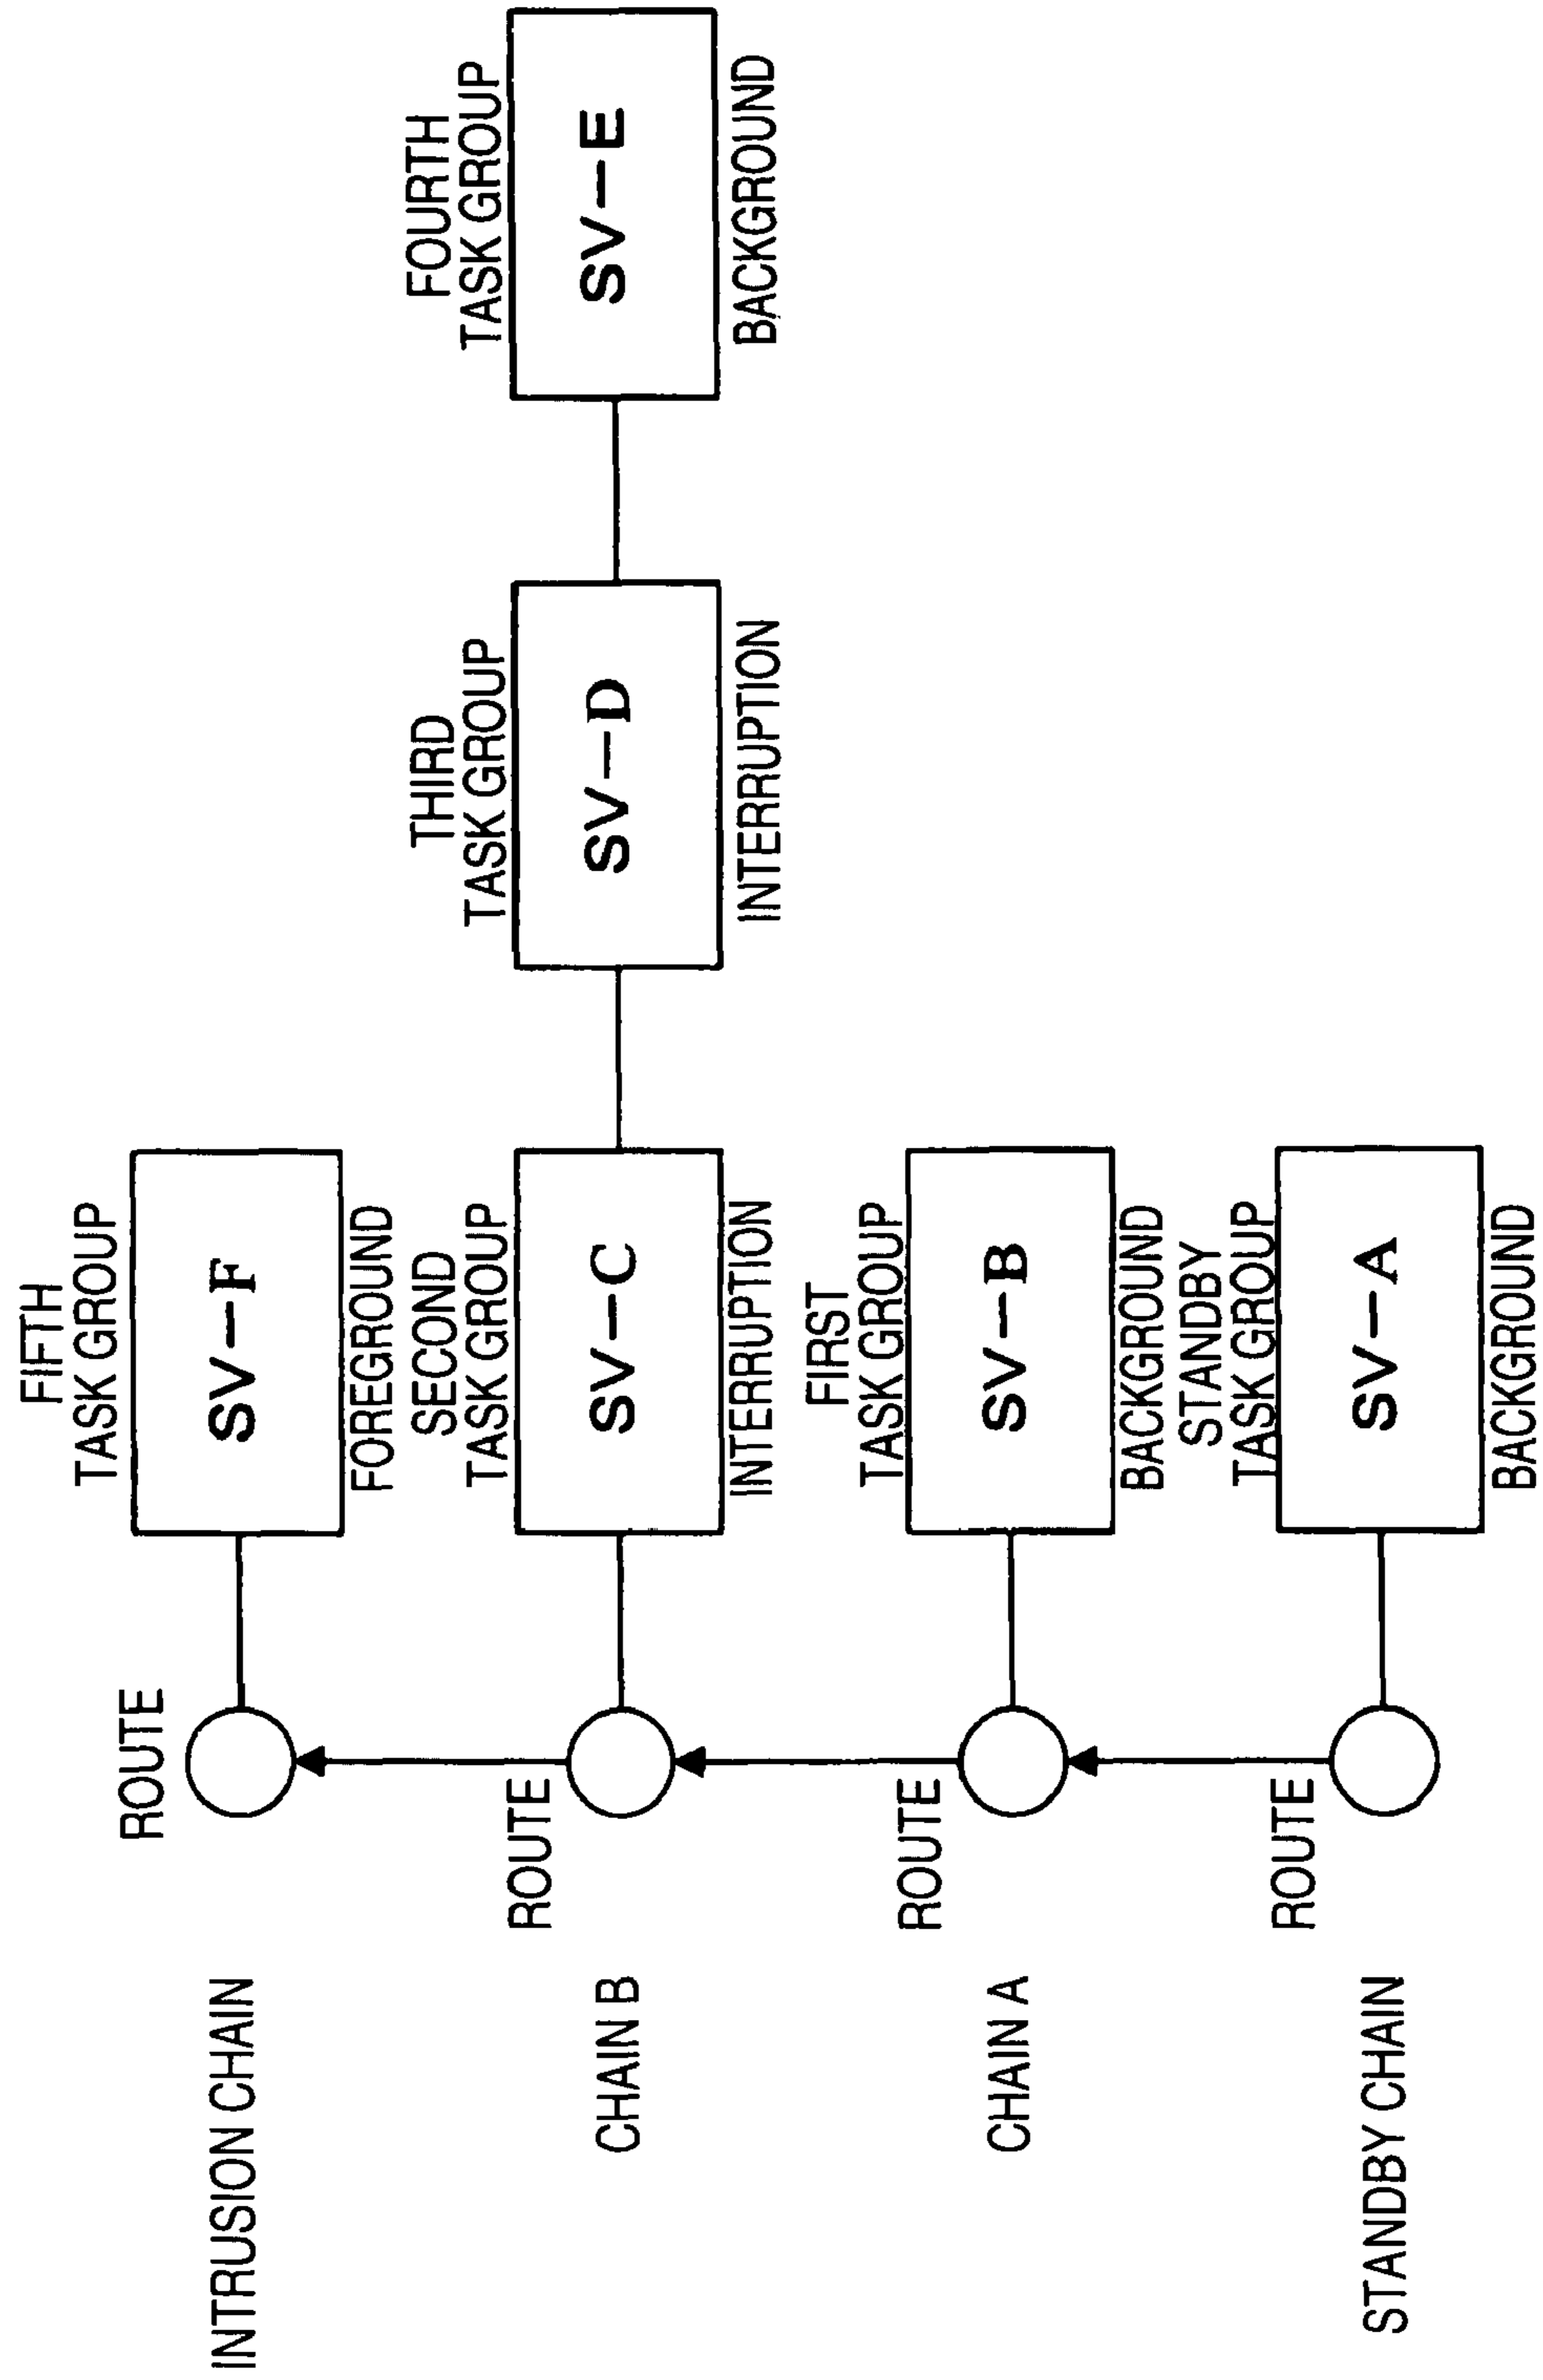 FIFTH
TASK GROUP
ROUTE
INTRUSION CHAIN
SV-F
FOREGROUND
SECOND
TASK GROUP
THIRD
TASK GROUP
FOURTH
TASK GROUP
ROUTE
CHAIN B
SV-C
SV-D
SV-E
INTERRUPTION
INTERRUPTION
BACKGROUND
FIRST
TASK GROUP
ROUTE
CHAIN A
SV-B
BACKGROUND
STANDBY
TASK GROUP
ROUTE
STANDBY CHAIN
SV-A
BACKGROUND